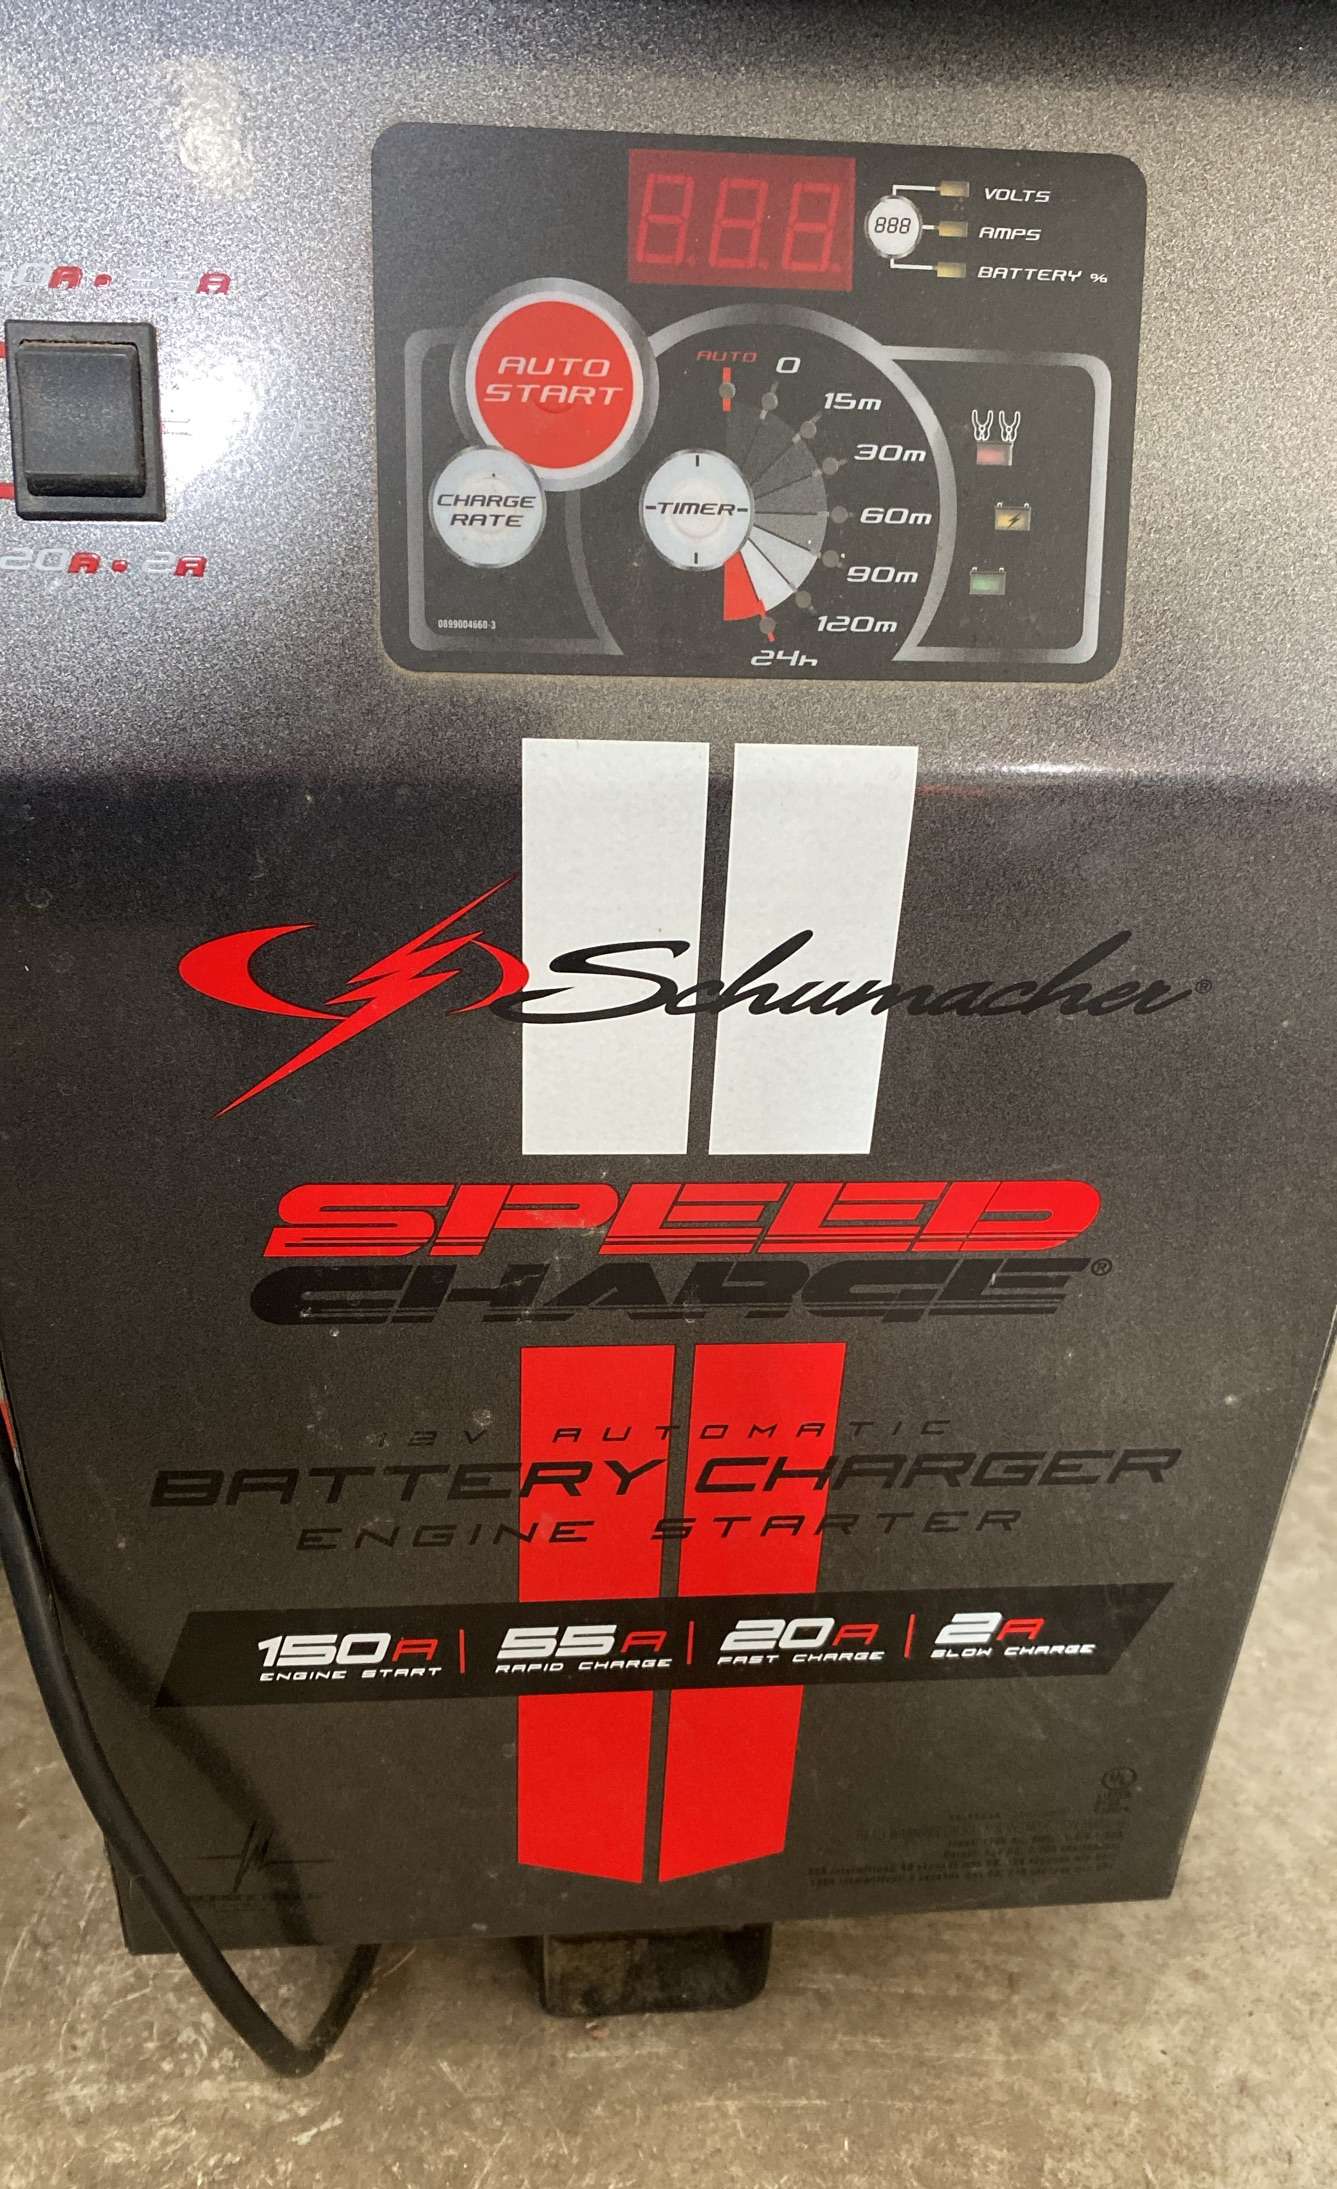 888
VOLTS
888
AMPS
BATTERY %
AUTO
START
AUTO
0
15m
30m
60m
90m
120m
24h
CHARGE
RATE
-TIMER-
0899004660-3
20A • 2A
Schumacher®
SPEED
CHARGE®
12V AUTOMATIC
BATTERY CHARGER
ENGINE STARTER
150A | 55A | 20A | 2A
ENGINE START RAPID CHARGE FAST CHARGE SLOW CHARGE